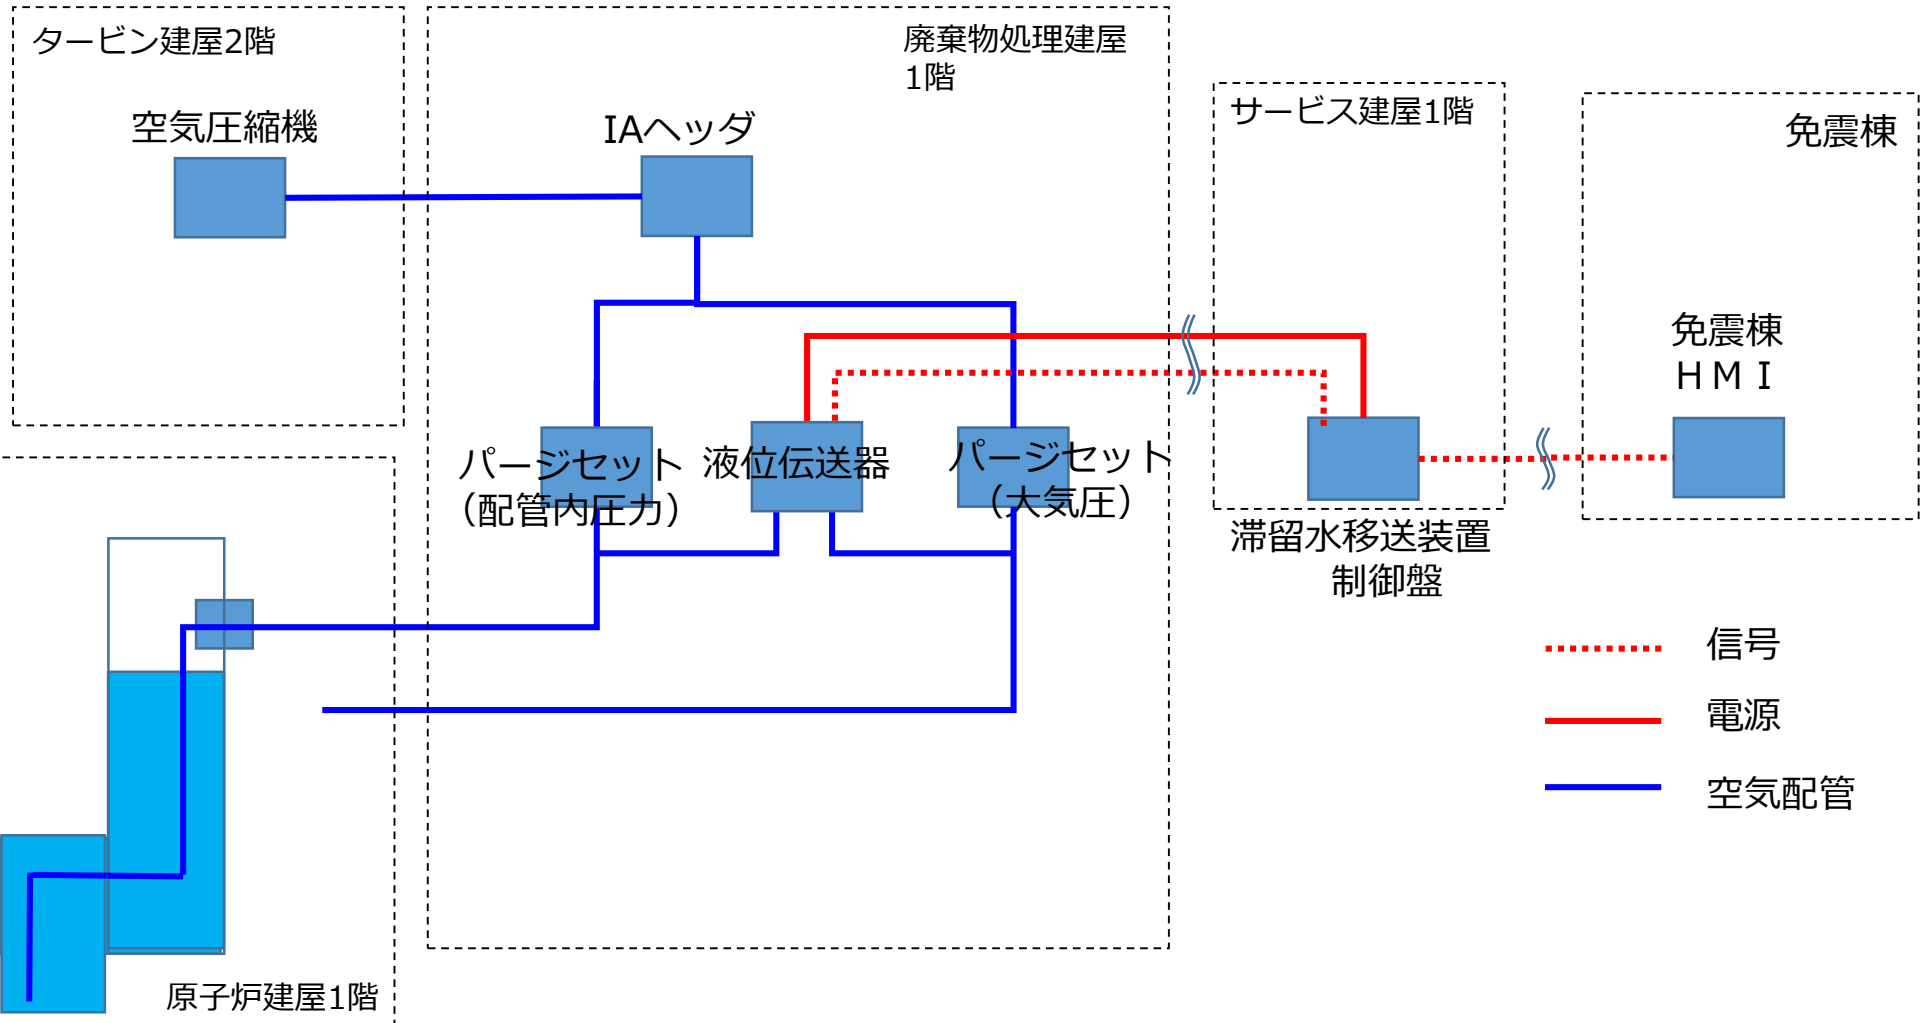 タービン建屋2階
廃棄物処理建屋
1階
サービス建屋1階
免震棟
空気圧縮機
IAヘッダ
免震棟
ＨＭＩ
パージセット
（配管内圧力）
液位伝送器
パージセット
（大気圧）
滞留水移送装置
制御盤
信号
電源
空気配管
原子炉建屋1階